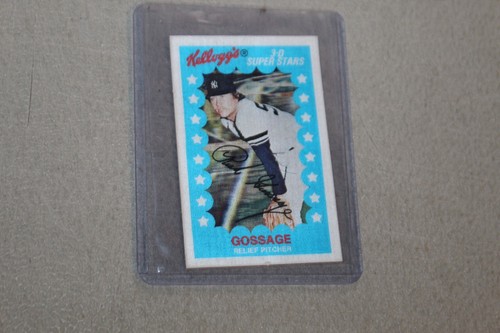 Kellogg's® 3-D
SUPER STARS
NY
GOSSAGE
RELIEF PITCHER